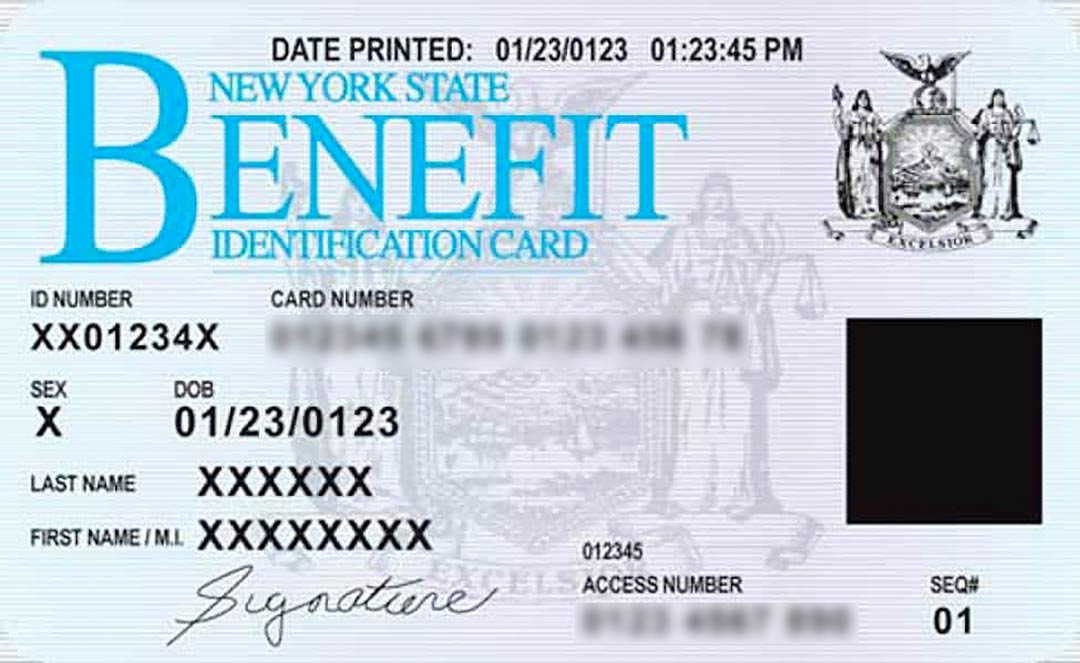 DATE PRINTED: 01/23/0123 01:23:45 PM
NEW YORK STATE
BENEFIT
IDENTIFICATION CARD
EXCELSIOR
ID NUMBER CARD NUMBER
XX01234X
SEX DOB
X 01/23/0123
LAST NAME XXXXXX
FIRST NAME / M.I. XXXXXXXX
Signature
012345
EXCELSIOR
ACCESS NUMBER SEQ#
01